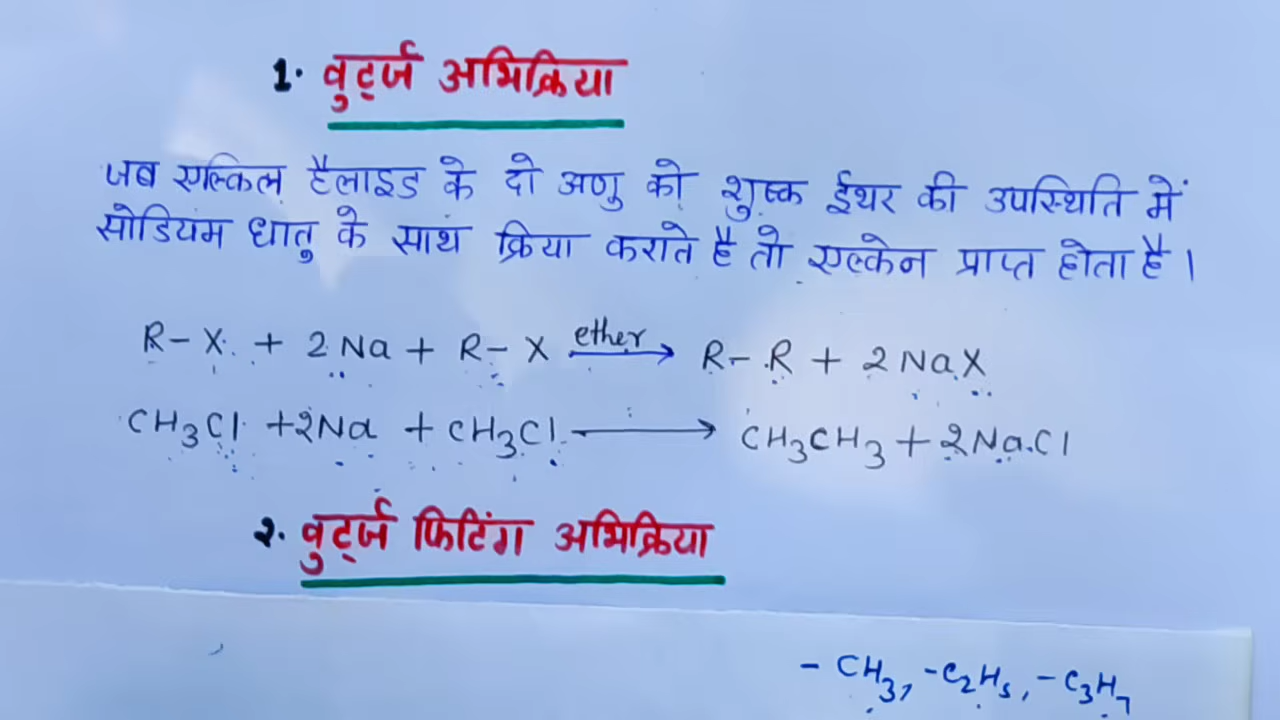 1. वुर्ट्ज अभिक्रिया
जब एल्किल हैलाइड के दो अणु को शुष्क ईथर की उपस्थिति में
सोडियम धातु के साथ क्रिया कराते है तो एल्केन प्राप्त होता है।
R-X + 2Na + R-X ether→ R-R + 2NaX
CH₃Cl + 2Na + CH₃Cl → CH₃CH₃ + 2NaCl
२. वुर्ट्ज फिटिंग अभिक्रिया
- CH₃, -C₂H₅, -C₃H₇